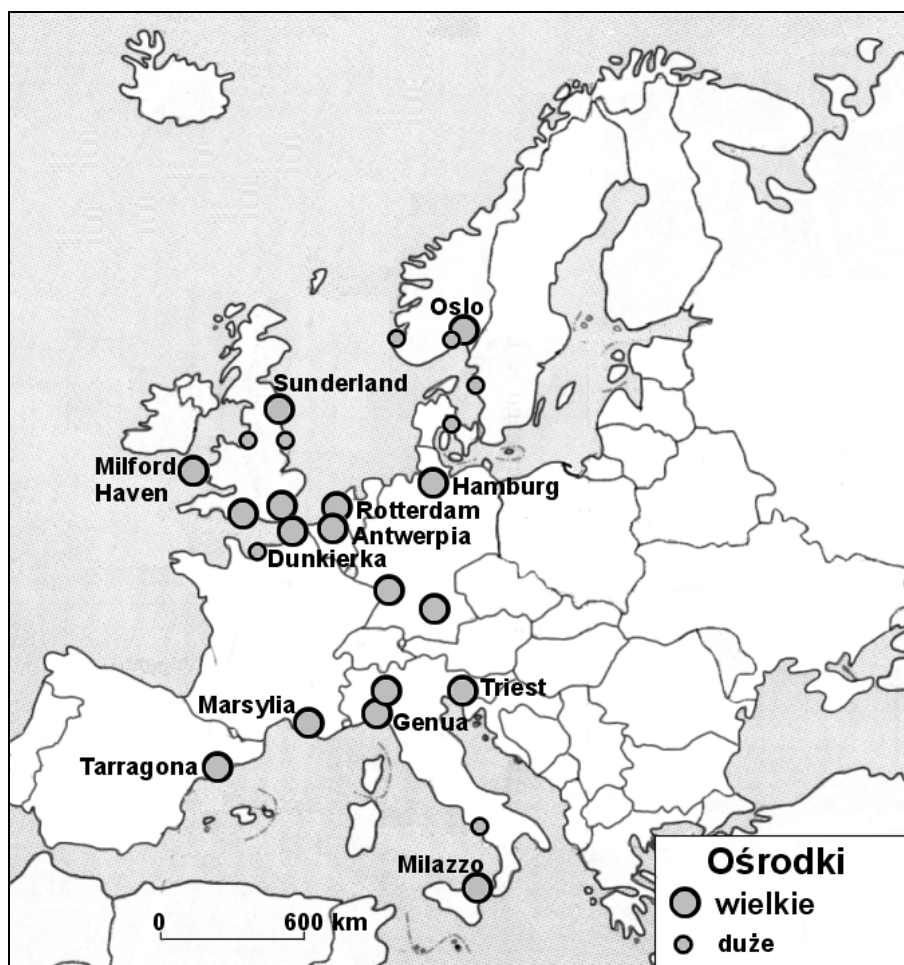 Oslo
Sunderland
Milford
Haven
Hamburg
Rotterdam
Antwerpia
Dunkierka
Triest
Marsylia
Genua
Tarragona
Milazzo
Ośrodki
wielkie
duże
0 600 km